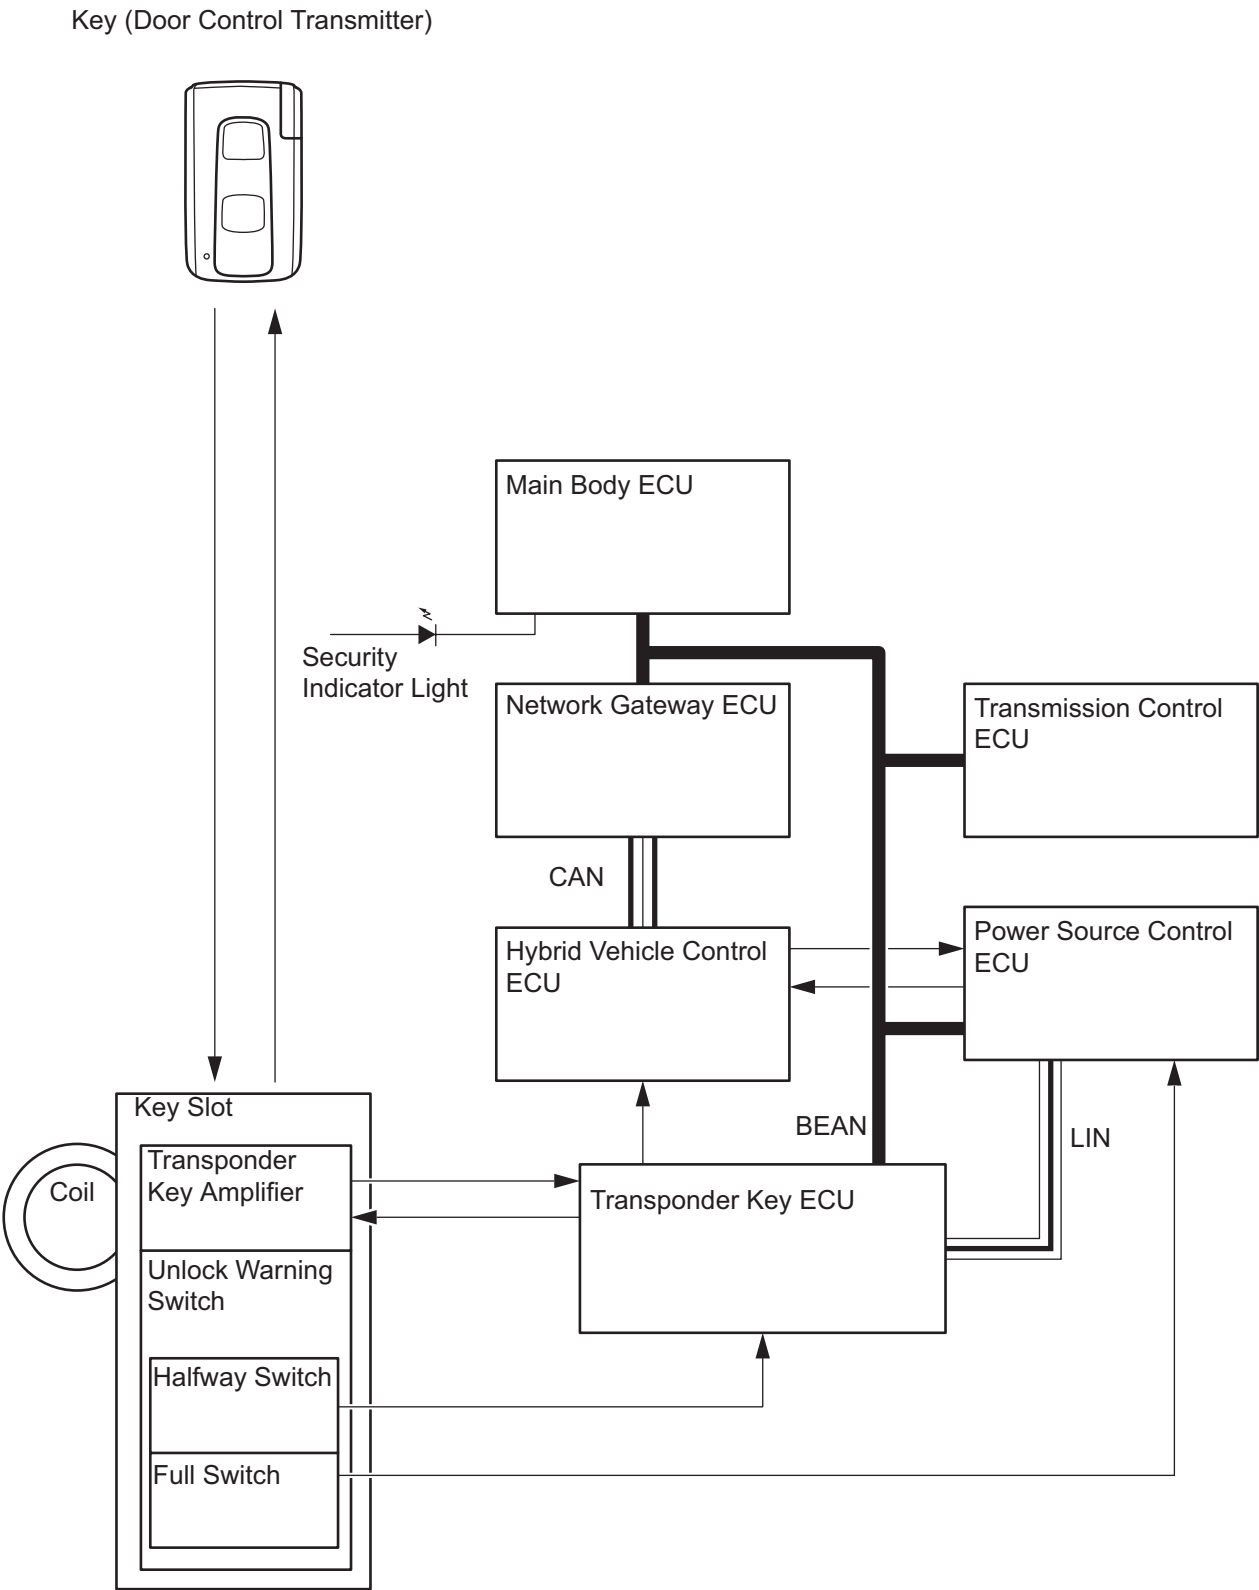 Key (Door Control Transmitter)
Main Body ECU
Security
Indicator Light
Network Gateway ECU
Transmission Control
ECU
CAN
Hybrid Vehicle Control
ECU
Power Source Control
ECU
Key Slot
BEAN
LIN
Transponder
Key Amplifier
Coil
Transponder Key ECU
Unlock Warning
Switch
Halfway Switch
Full Switch